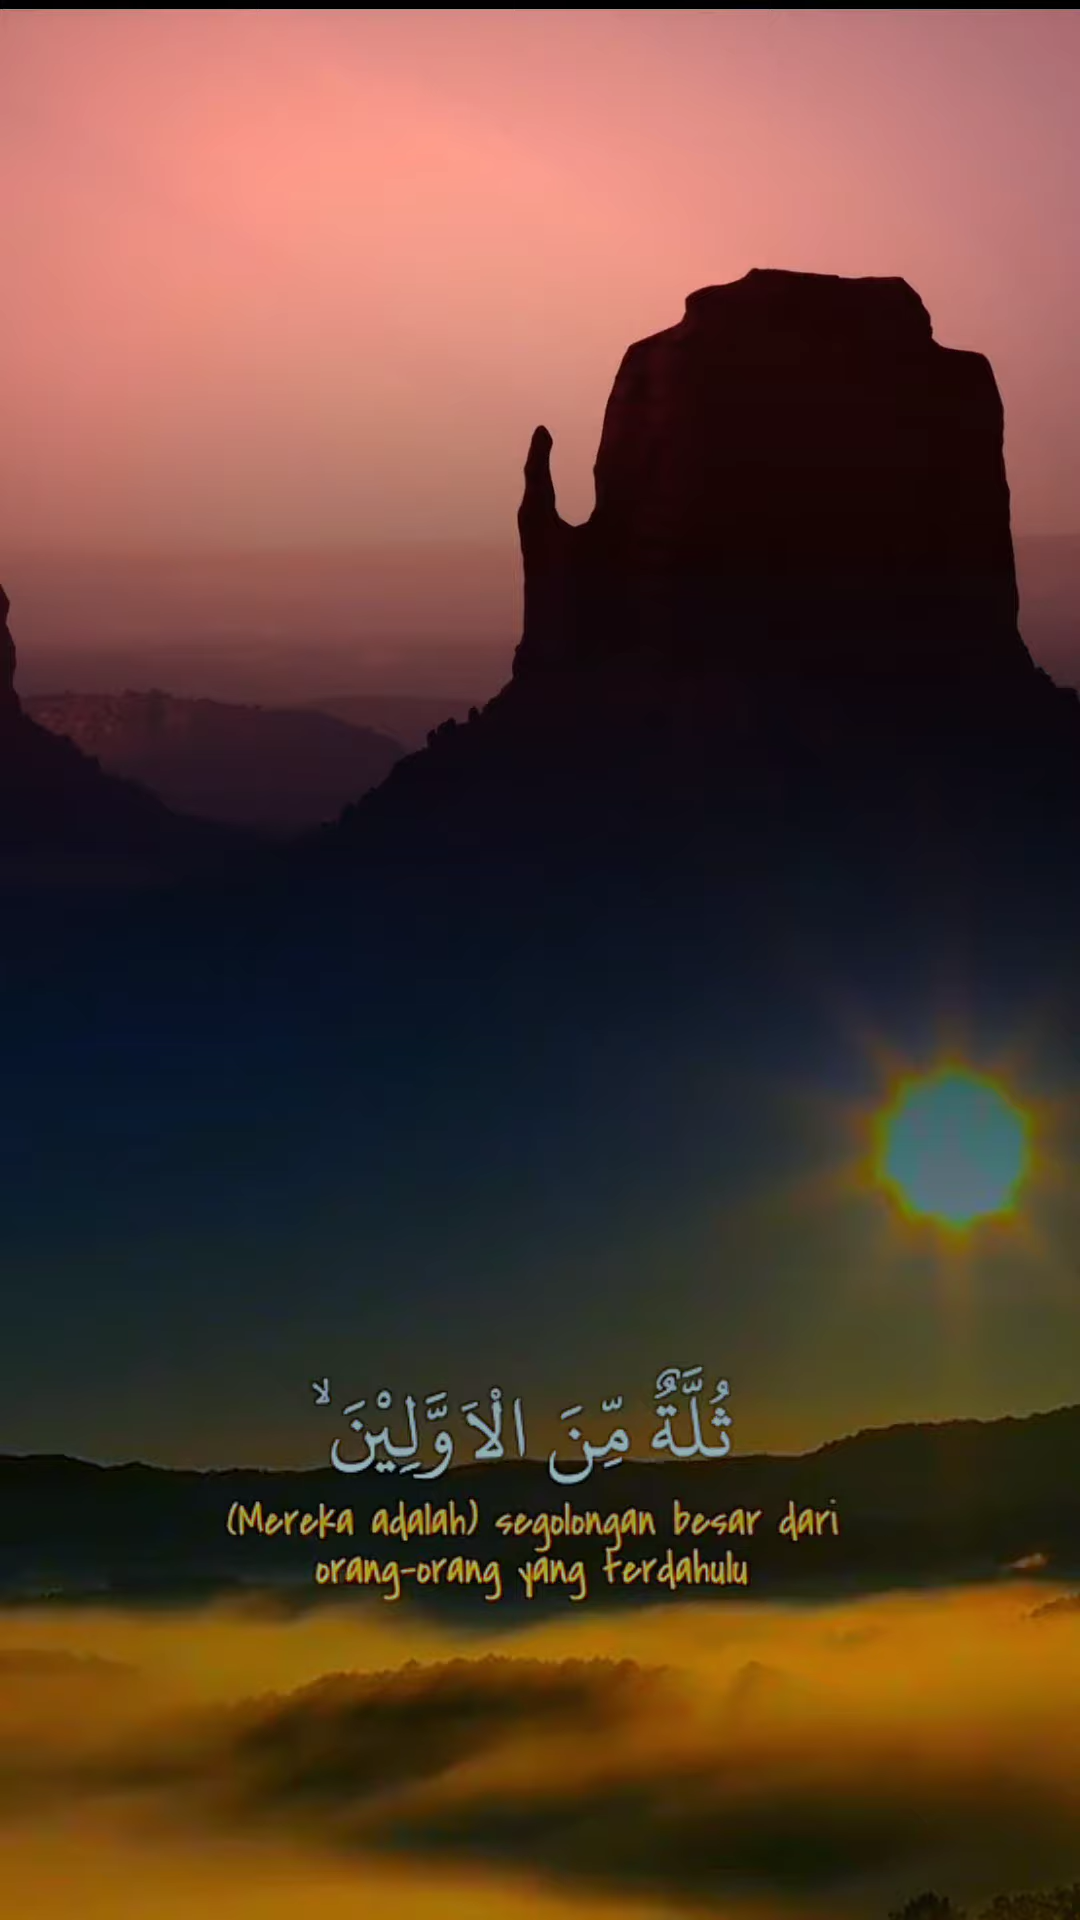 ثُلَّةٌ مِّنَ الْاَوَّلِيْنَۙ
(Mereka adalah) segolongan besar dari
orang-orang yang terdahulu